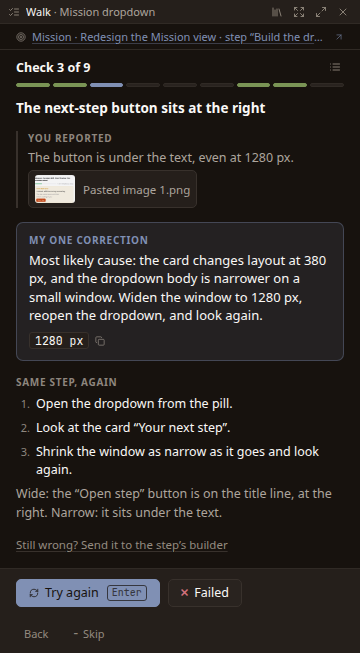 Walk · Mission dropdown
Mission · Redesign the Mission view · step “Build the dr...
Check 3 of 9
The next-step button sits at the right
YOU REPORTED
The button is under the text, even at 1280 px.
Pasted image 1.png
MY ONE CORRECTION
Most likely cause: the card changes layout at 380
px, and the dropdown body is narrower on a
small window. Widen the window to 1280 px,
reopen the dropdown, and look again.
1280 px
SAME STEP, AGAIN
1. Open the dropdown from the pill.
2. Look at the card “Your next step”.
3. Shrink the window as narrow as it goes and look
again.
Wide: the “Open step” button is on the title line, at the
right. Narrow: it sits under the text.
Still wrong? Send it to the step’s builder
Try again Enter
Failed
Back
- Skip